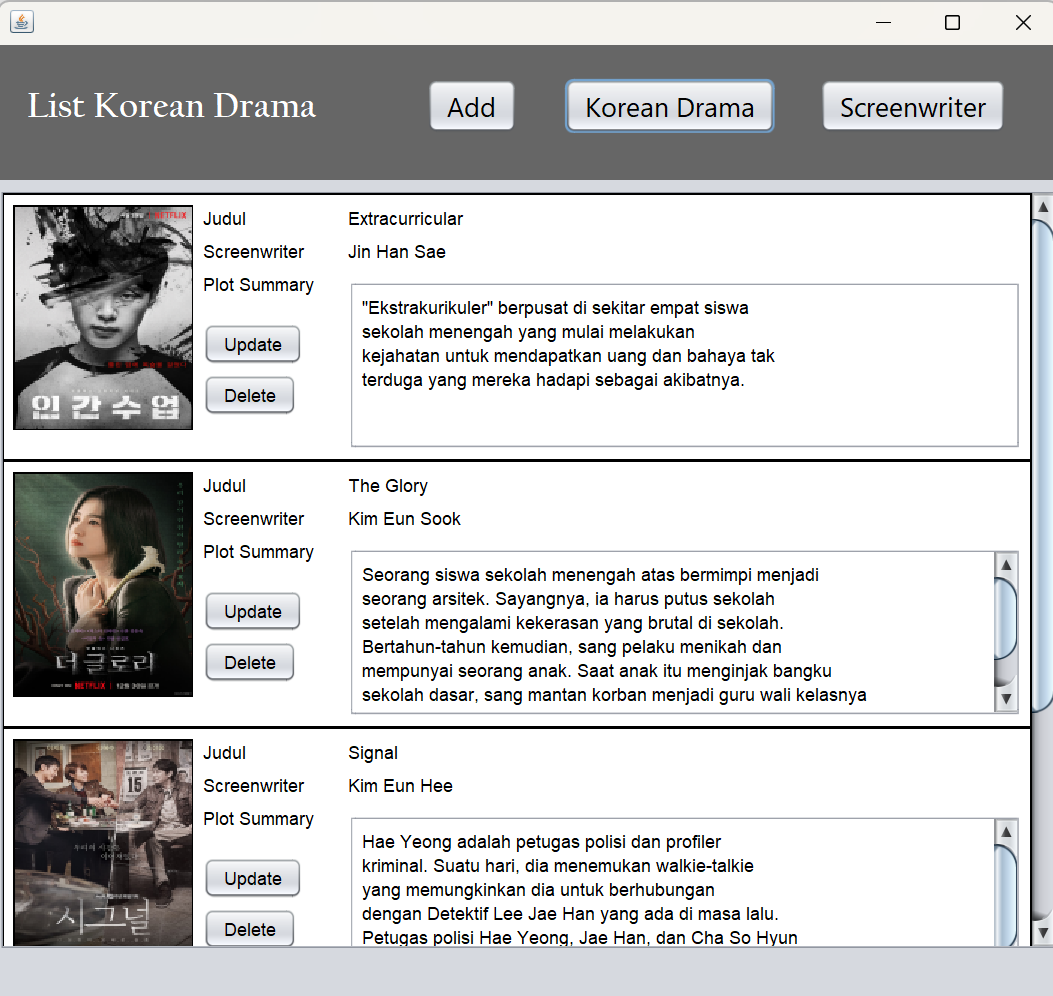 List Korean Drama
Add
Korean Drama
Screenwriter
NETFLIX
인간수업
Judul
Extracurricular
Screenwriter
Jin Han Sae
Plot Summary
"Ekstrakurikuler" berpusat di sekitar empat siswa
sekolah menengah yang mulai melakukan
kejahatan untuk mendapatkan uang dan bahaya tak
terduga yang mereka hadapi sebagai akibatnya.
Update
Delete
더 글로리
NETFLIX
Judul
The Glory
Screenwriter
Kim Eun Sook
Plot Summary
Seorang siswa sekolah menengah atas bermimpi menjadi
seorang arsitek. Sayangnya, ia harus putus sekolah
setelah mengalami kekerasan yang brutal di sekolah.
Bertahun-tahun kemudian, sang pelaku menikah dan
mempunyai seorang anak. Saat anak itu menginjak bangku
sekolah dasar, sang mantan korban menjadi guru wali kelasnya
Update
Delete
15
시그널
Judul
Signal
Screenwriter
Kim Eun Hee
Plot Summary
Hae Yeong adalah petugas polisi dan profiler
kriminal. Suatu hari, dia menemukan walkie-talkie
yang memungkinkan dia untuk berhubungan
dengan Detektif Lee Jae Han yang ada di masa lalu.
Petugas polisi Hae Yeong, Jae Han, dan Cha So Hyun
Update
Delete